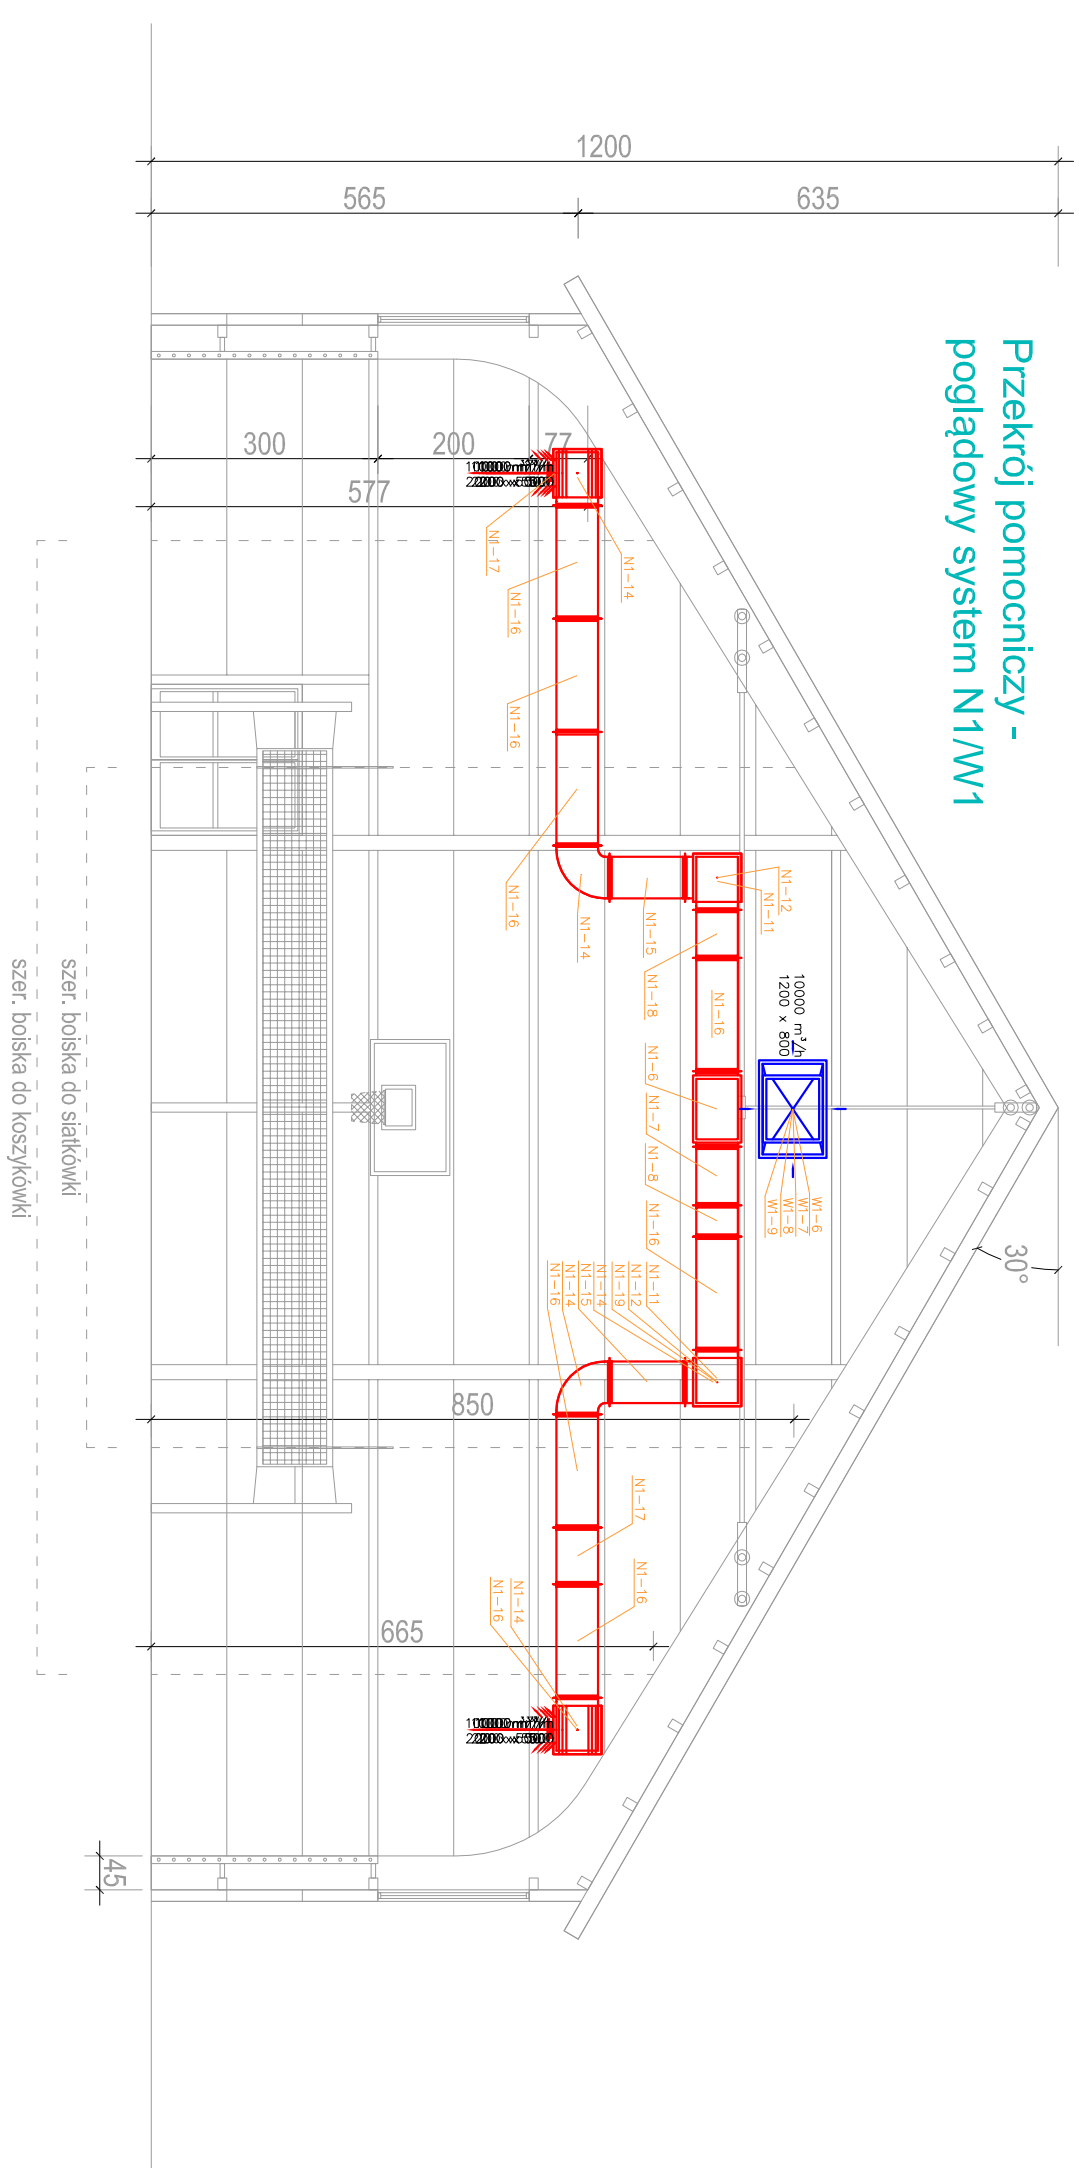 Przekrój pomocniczy -
poglądowy system N1/W1
1200
565
635
300
200
77
577
N1-17
N1-14
N1-16
N1-16
N1-16
N1-14
N1-15
N1-12
N1-11
N1-18
N1-16
10000 m³/h
1200 x 800
N1-6
N1-7
N1-8
N1-16
W1-6
W1-7
W1-8
W1-9
30°
N1-11
N1-12
N1-19
N1-14
N1-15
N1-14
N1-16
850
N1-17
N1-16
N1-14
N1-16
665
45
szer. boiska do siatkówki
szer. boiska do koszykówki